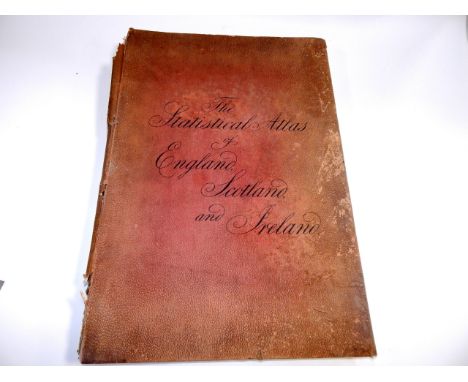 The
Statistical Atlas
of
England,
Scotland,
and Ireland.